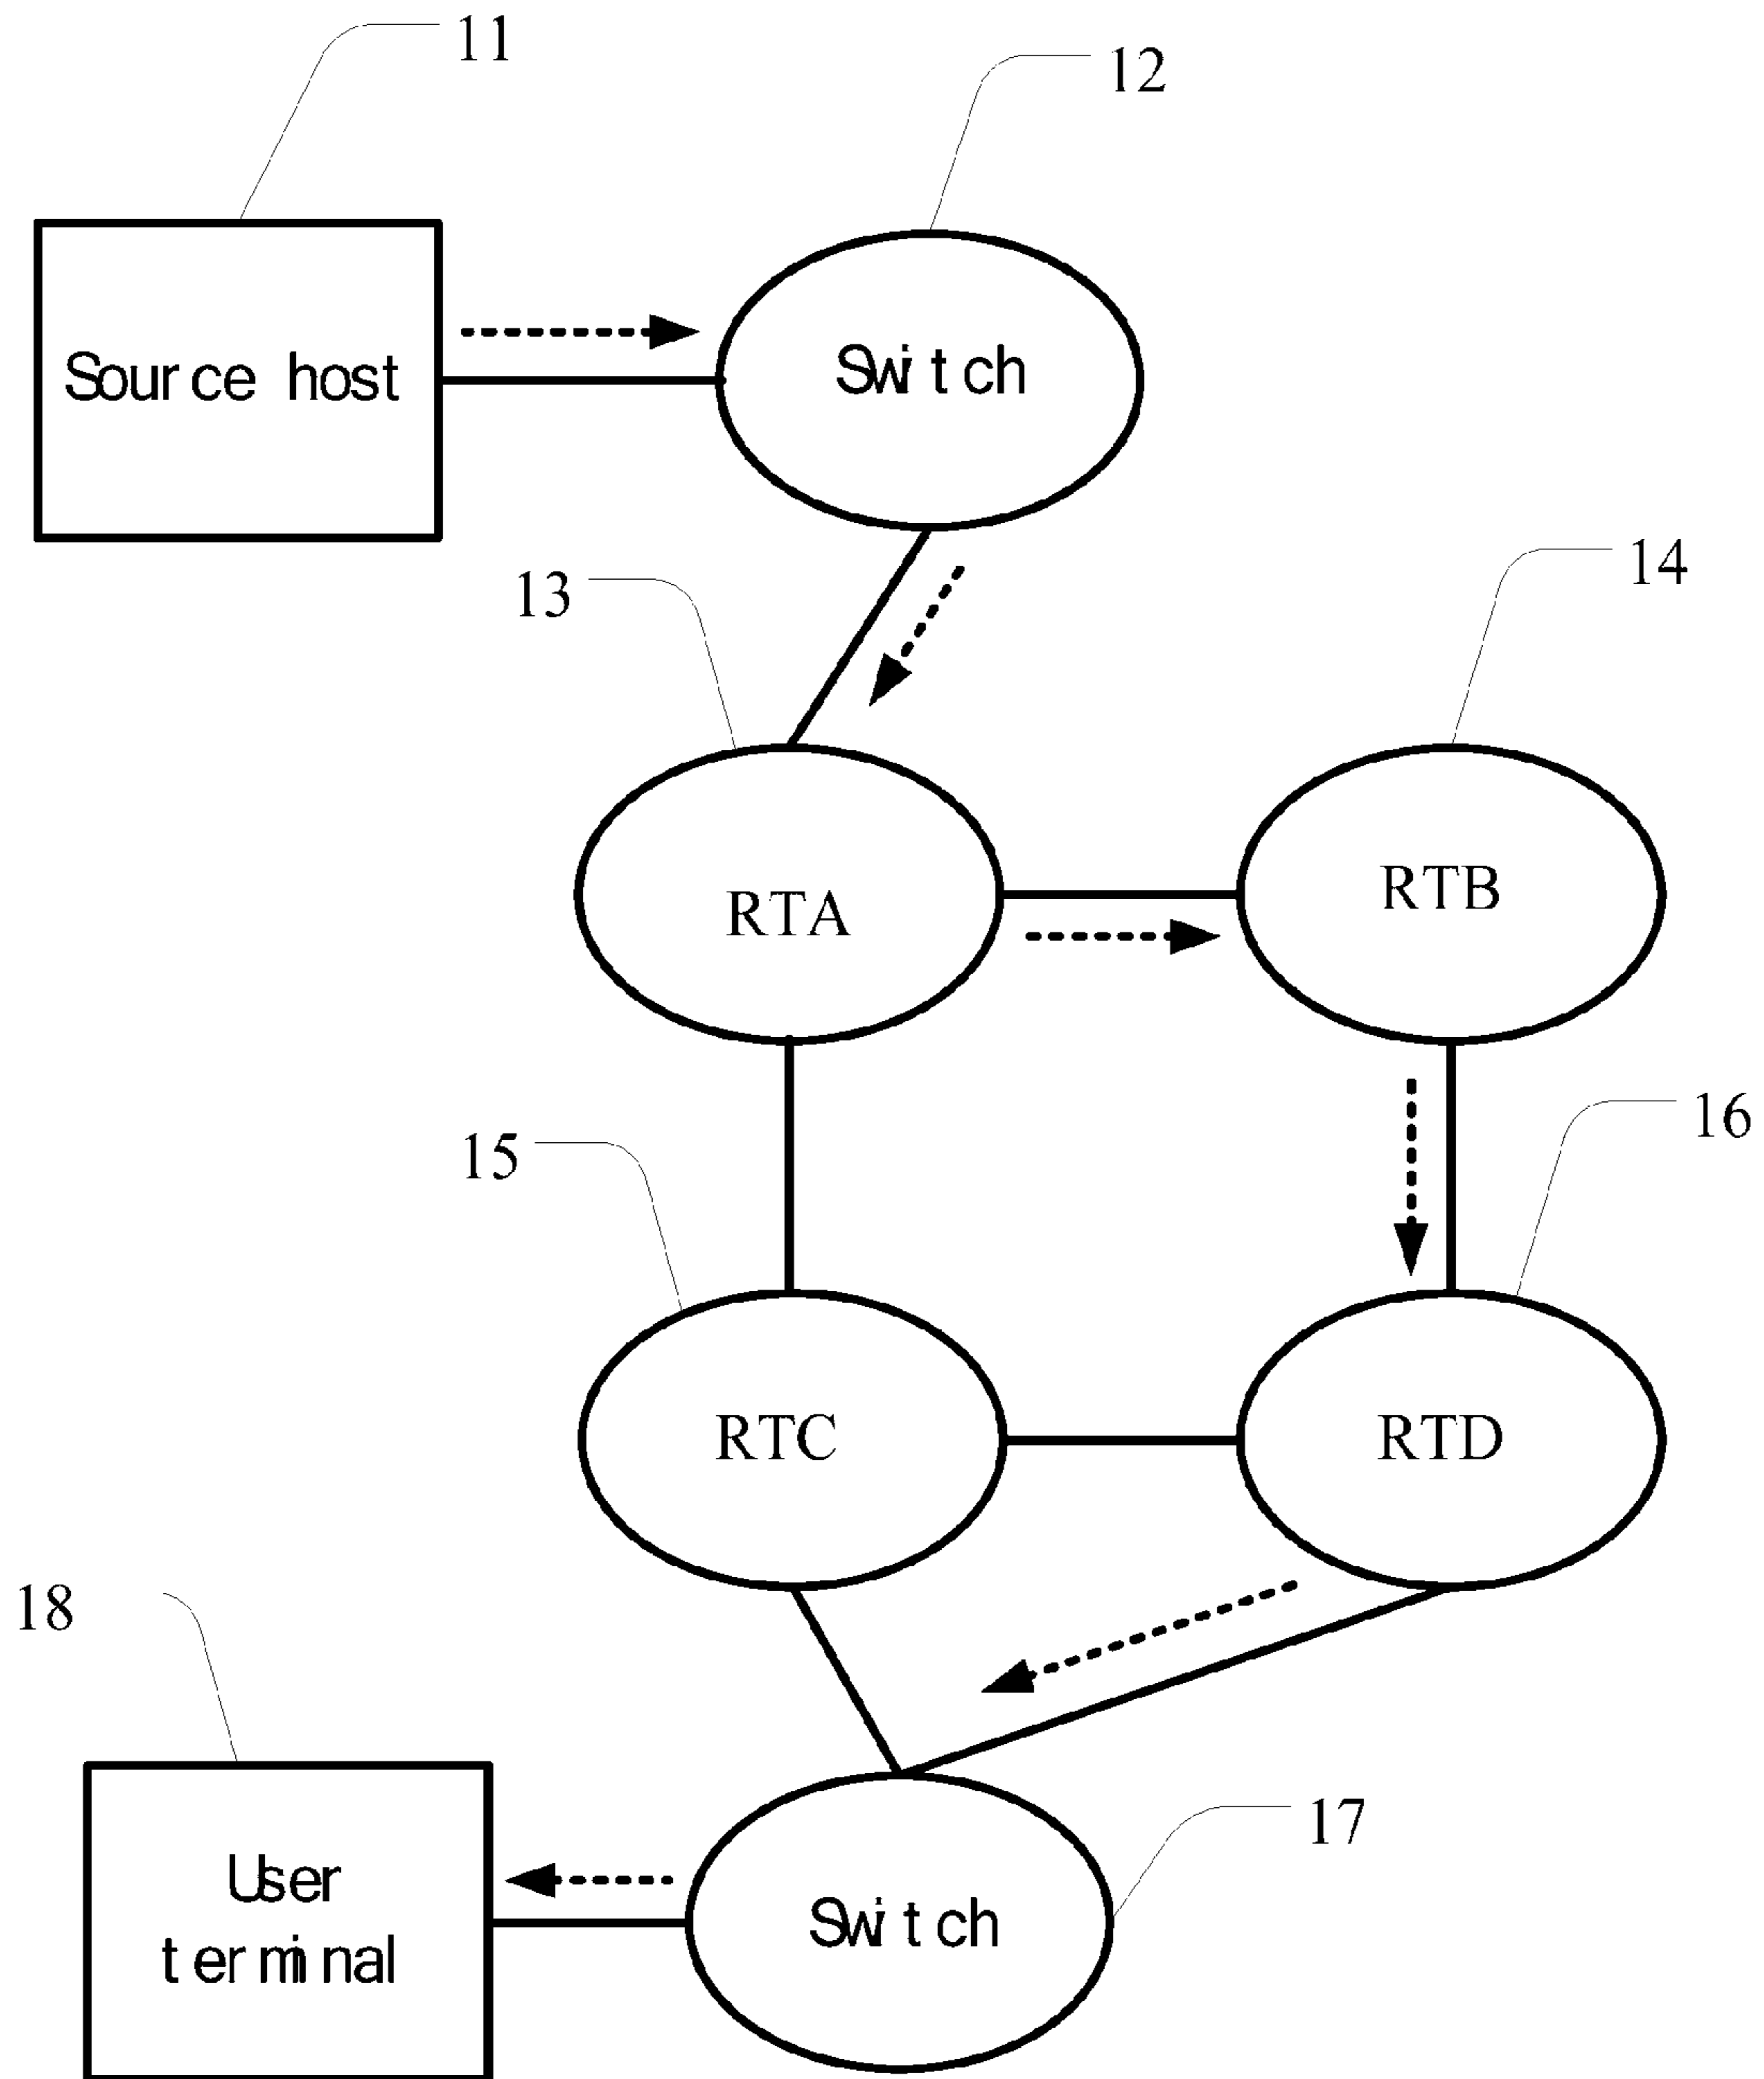 11
12
Source host
Switch
13
14
RTA
RTB
15
16
RTC
RTD
18
17
User
terminal
Switch